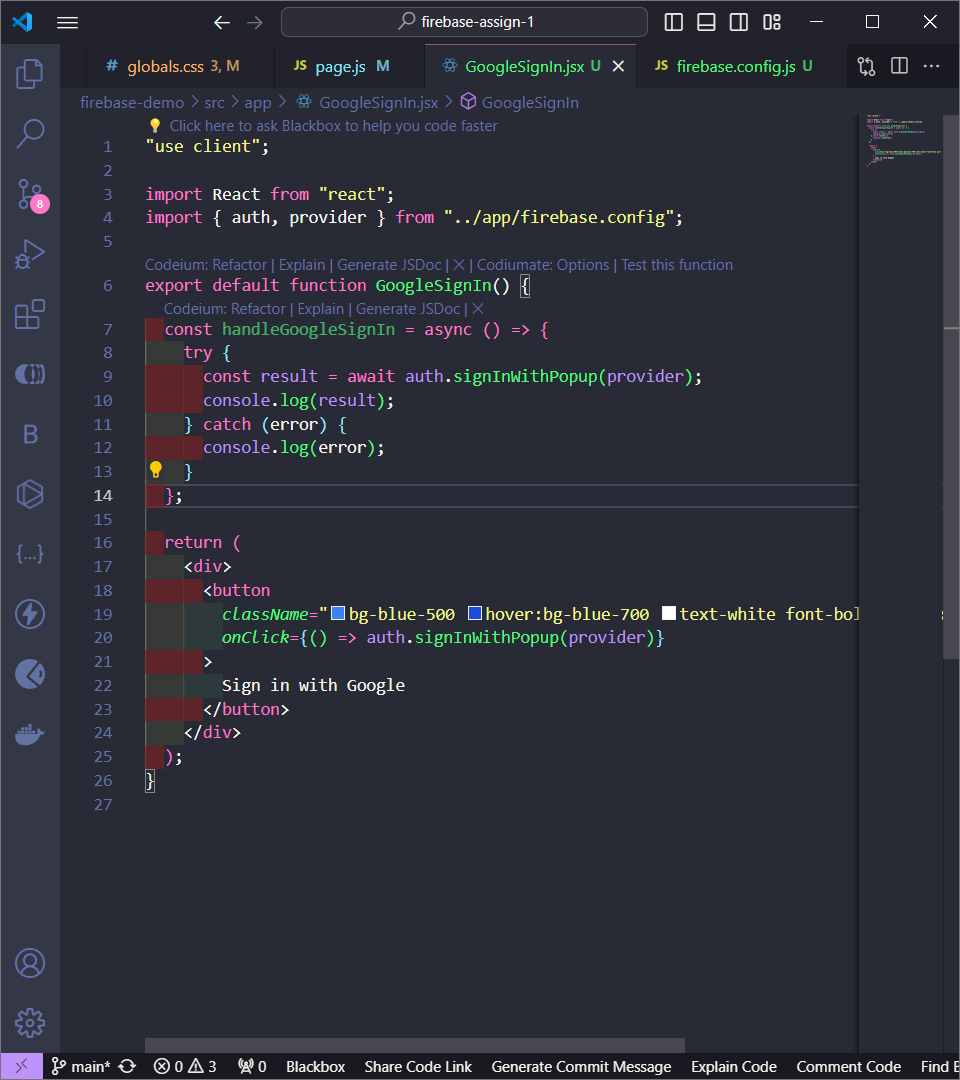 firebase-assign-1
# globals.css 3, M JS page.js M GoogleSignIn.jsx U JS firebase.config.js U
firebase-demo > src > app > GoogleSignIn.jsx > GoogleSignIn
Click here to ask Blackbox to help you code faster
1 "use client";
2
3 import React from "react";
4 import { auth, provider } from "../app/firebase.config";
5
Codeium: Refactor | Explain | Generate JSDoc | X | Codiumate: Options | Test this function
6 export default function GoogleSignIn() {
Codeium: Refactor | Explain | Generate JSDoc | X
7 const handleGoogleSignIn = async () => {
8 try {
9 const result = await auth.signInWithPopup(provider);
10 console.log(result);
11 } catch (error) {
12 console.log(error);
13 }
14 };
15
16 return (
17 <div>
18 <button
19 className="bg-blue-500 hover:bg-blue-700 text-white font-bol
20 onClick={() => auth.signInWithPopup(provider)}
21 >
22 Sign in with Google
23 </button>
24 </div>
25 );
26 }
27
8
B
{...}
main* 0 3 0 Blackbox Share Code Link Generate Commit Message Explain Code Comment Code Find B